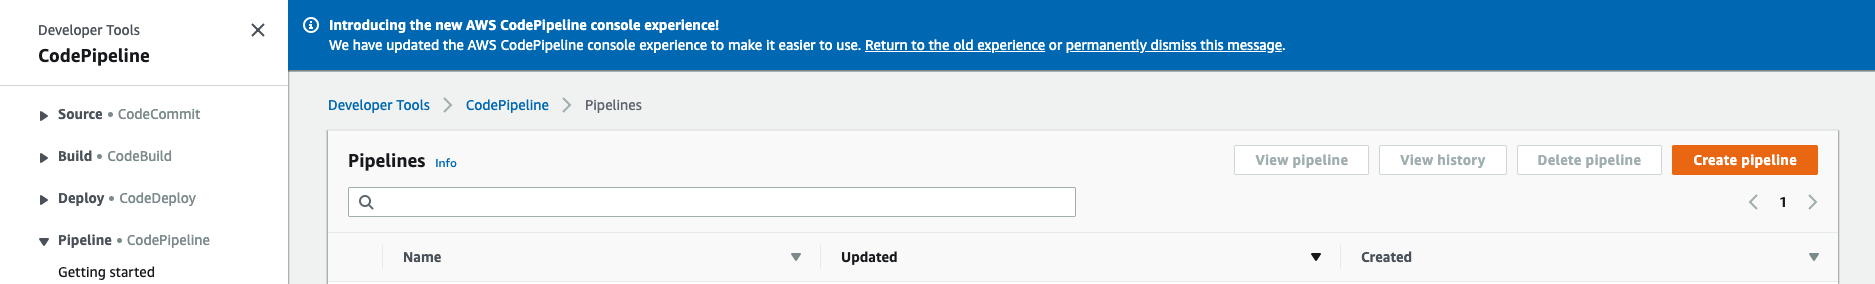 Developer Tools
CodePipeline
Source • CodeCommit
Build • CodeBuild
Deploy • CodeDeploy
Pipeline • CodePipeline
Getting started
Introducing the new AWS CodePipeline console experience!
We have updated the AWS CodePipeline console experience to make it easier to use. Return to the old experience or permanently dismiss this message.
Developer Tools > CodePipeline > Pipelines
Pipelines Info
View pipeline View history Delete pipeline Create pipeline
1
Name Updated Created